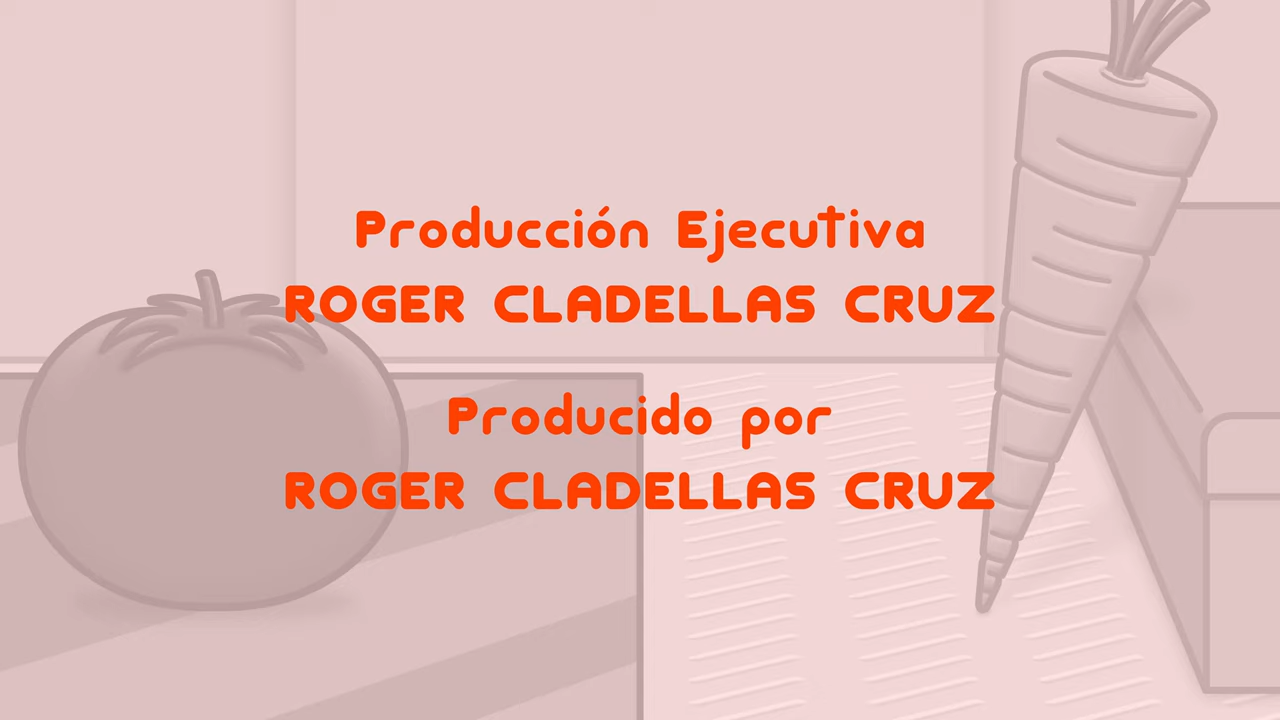 Producción Ejecutiva
ROGER CLADELLAS CRUZ
Producido por
ROGER CLADELLAS CRUZ